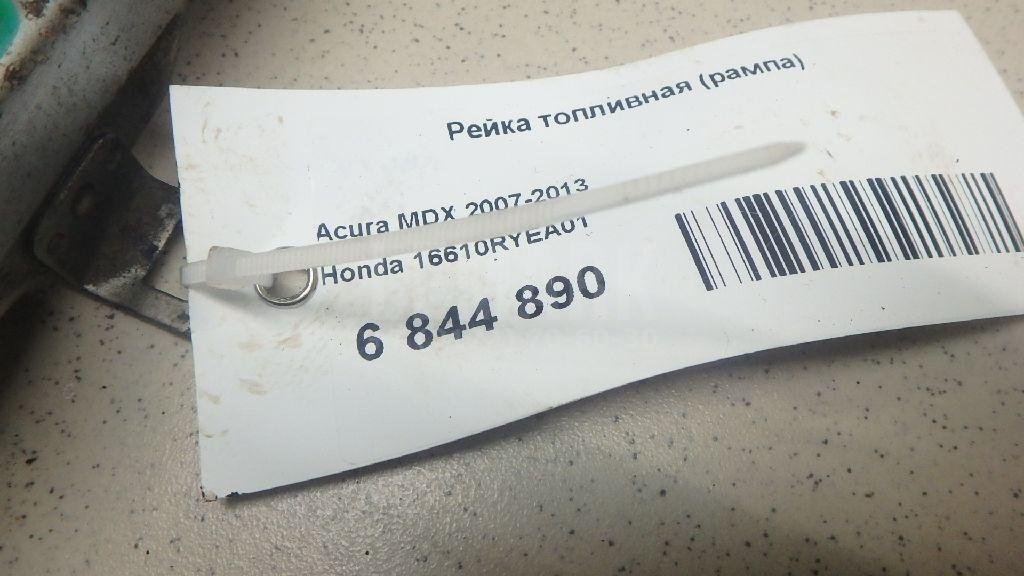 Рейка топливная (рампа)
Acura MDX 2007-2013
Honda 16610RYEA01
6 844 890